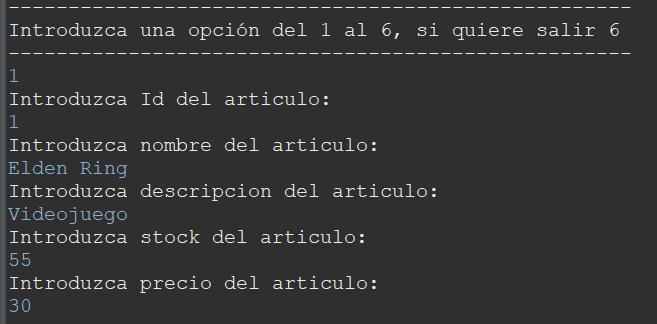 ----------------------------------------------------
Introduzca una opción del 1 al 6, si quiere salir 6
----------------------------------------------------
1
Introduzca Id del articulo:
1
Introduzca nombre del articulo:
Elden Ring
Introduzca descripcion del articulo:
Videojuego
Introduzca stock del articulo:
55
Introduzca precio del articulo:
30